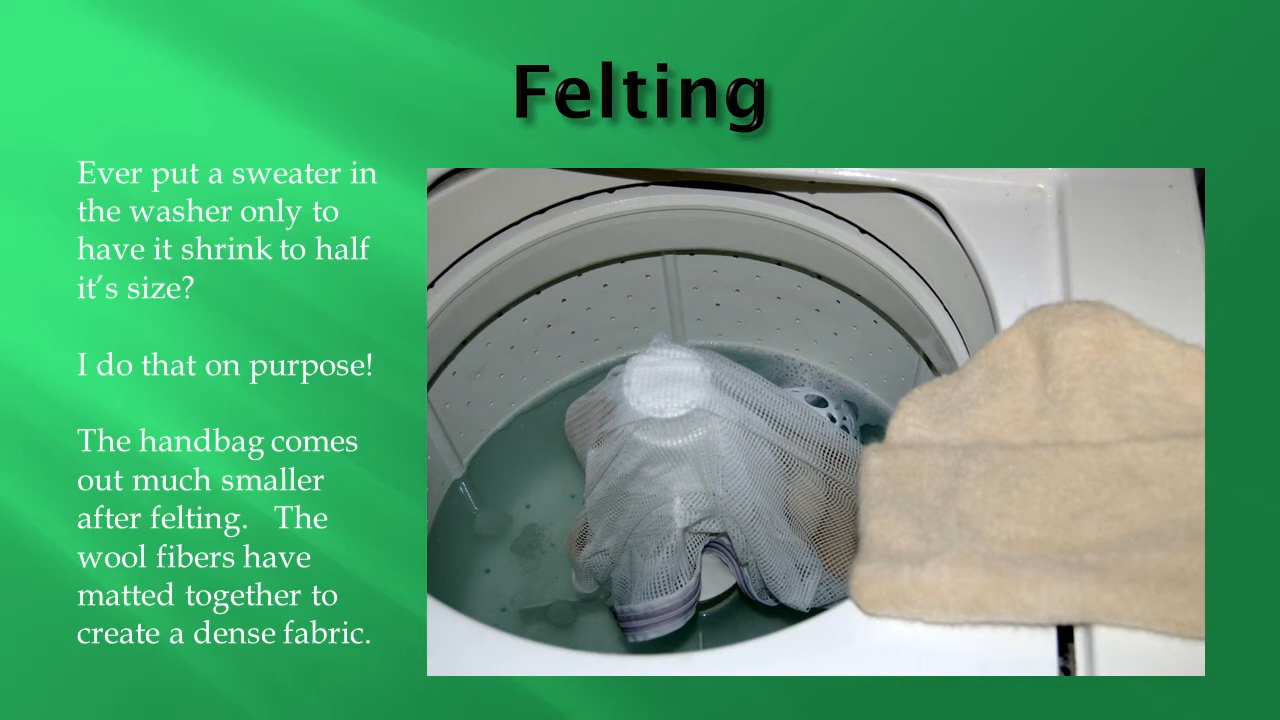 Felting
Ever put a sweater in
the washer only to
have it shrink to half
it’s size?
I do that on purpose!
The handbag comes
out much smaller
after felting.   The
wool fibers have
matted together to
create a dense fabric.